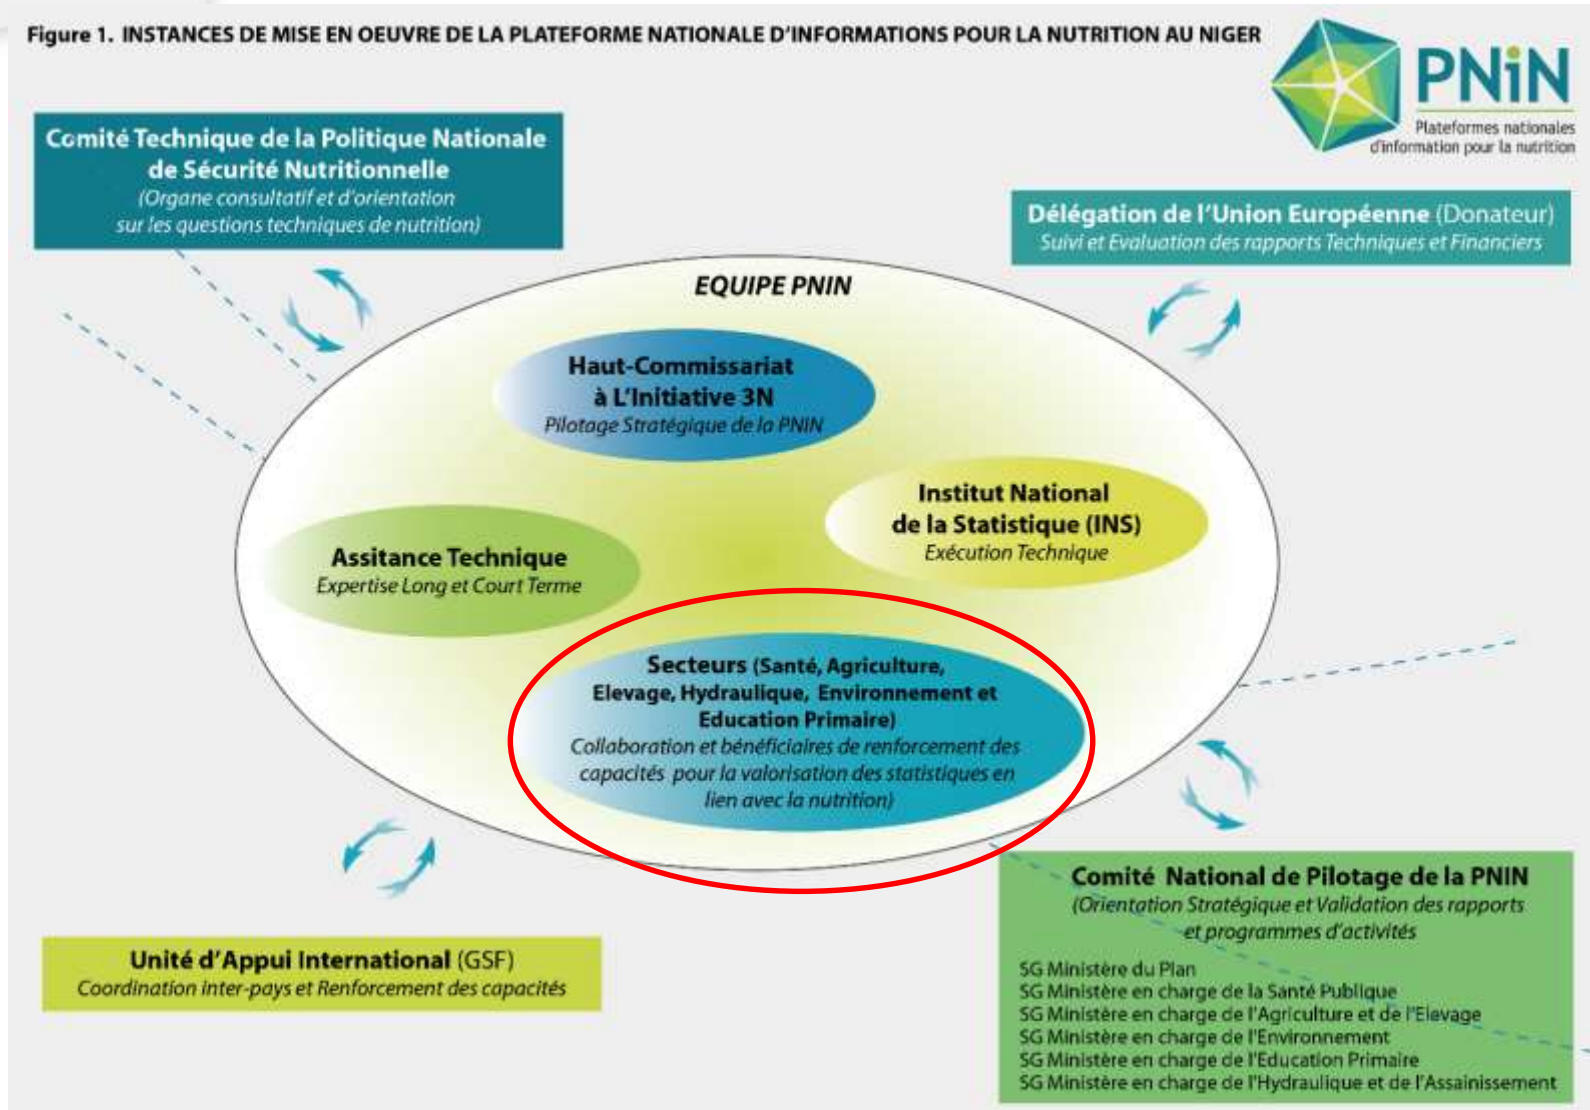 Figure 1. INSTANCES DE MISE EN OEUVRE DE LA PLATEFORME NATIONALE D'INFORMATIONS POUR LA NUTRITION AU NIGER
PNiN
Plateformes nationales
d'information pour la nutrition
Comité Technique de la Politique Nationale
de Sécurité Nutritionnelle
(Organe consultatif et d'orientation
sur les questions techniques de nutrition)
Délégation de l'Union Européenne (Donateur)
Suivi et Evaluation des rapports Techniques et Financiers
EQUIPE PNIN
Haut-Commissariat
à L'Initiative 3N
Pilotage Stratégique de la PNIN
Institut National
de la Statistique (INS)
Exécution Technique
Assitance Technique
Expertise Long et Court Terme
Secteurs (Santé, Agriculture,
Elevage, Hydraulique, Environnement et
Education Primaire)
Collaboration et bénéficiaires de renforcement des
capacités pour la valorisation des statistiques en
lien avec la nutrition)
Unité d'Appui International (GSF)
Coordination inter-pays et Renforcement des capacités
Comité National de Pilotage de la PNIN
(Orientation Stratégique et Validation des rapports
et programmes d'activités
SG Ministère du Plan
SG Ministère en charge de la Santé Publique
SG Ministère en charge de l'Agriculture et de l'Elevage
SG Ministère en charge de l'Environnement
SG Ministère en charge de l'Education Primaire
SG Ministère en charge de l'Hydraulique et de l'Assainissement